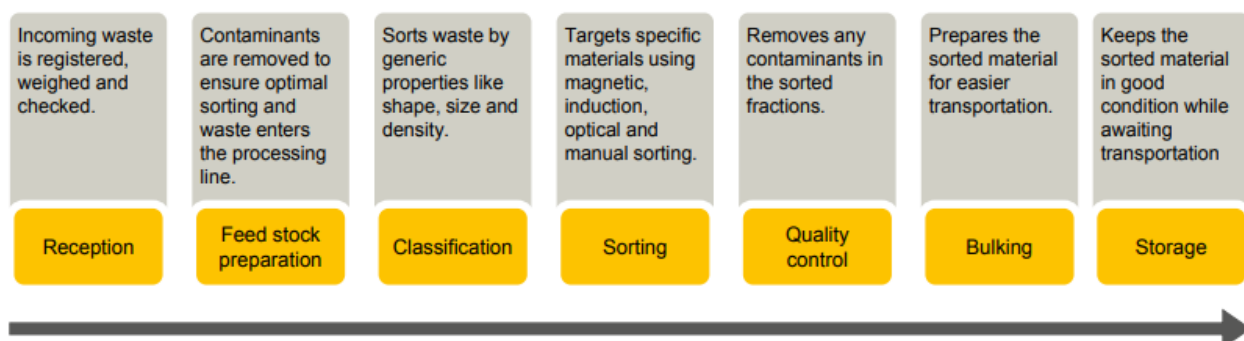 Incoming waste
is registered,
weighed and
checked.
Reception
Contaminants
are removed to
ensure optimal
sorting and
waste enters
the processing
line.
Feed stock
preparation
Sorts waste by
generic
properties like
shape, size and
density.
Classification
Targets specific
materials using
magnetic,
induction,
optical and
manual sorting.
Sorting
Removes any
contaminants in
the sorted
fractions.
Quality
control
Prepares the
sorted material
for easier
transportation.
Bulking
Keeps the
sorted material
in good
condition while
awaiting
transportation
Storage